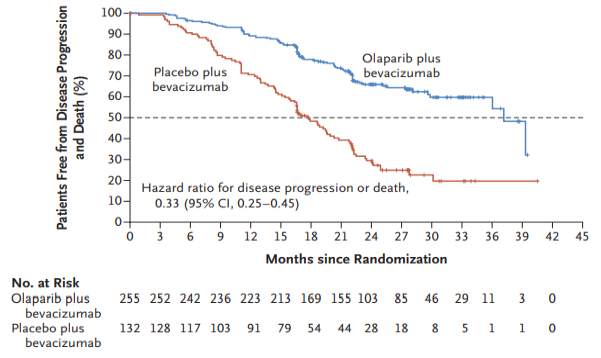 Patients Free from Disease Progression
and Death (%)
100
90
80
70
60
50
40
30
20
10
0
Olaparib plus
bevacizumab
Placebo plus
bevacizumab
Hazard ratio for disease progression or death,
0.33 (95% CI, 0.25–0.45)
0 3 6 9 12 15 18 21 24 27 30 33 36 39 42 45
Months since Randomization
No. at Risk
Olaparib plus 255 252 242 236 223 213 169 155 103 85 46 29 11 3 0
bevacizumab
Placebo plus 132 128 117 103 91 79 54 44 28 18 8 5 1 1 0
bevacizumab